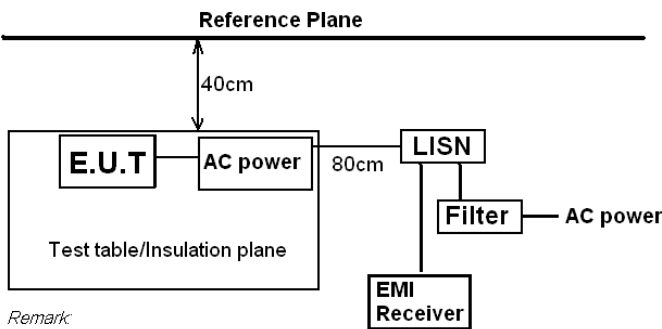 Reference Plane
40cm
E.U.T
AC power
80cm
LISN
Filter
AC power
Test table/Insulation plane
EMI
Receiver
Remark: